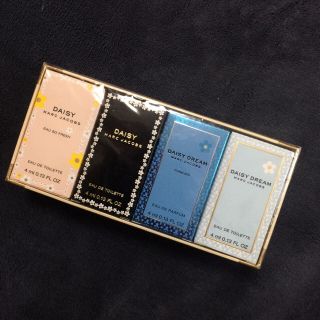 DAISY
MARC JACOBS
EAU SO FRESH
EAU DE TOILETTE
4 ml 0.13 FL OZ
DAISY
MARC JACOBS
EAU DE TOILETTE
4 ml 0.13 FL OZ
DAISY DREAM
MARC JACOBS
FOREVER
EAU DE PARFUM
4 ml 0.13 FL OZ
DAISY DREAM
MARC JACOBS
EAU DE TOILETTE
4 ml 0.13 FL OZ